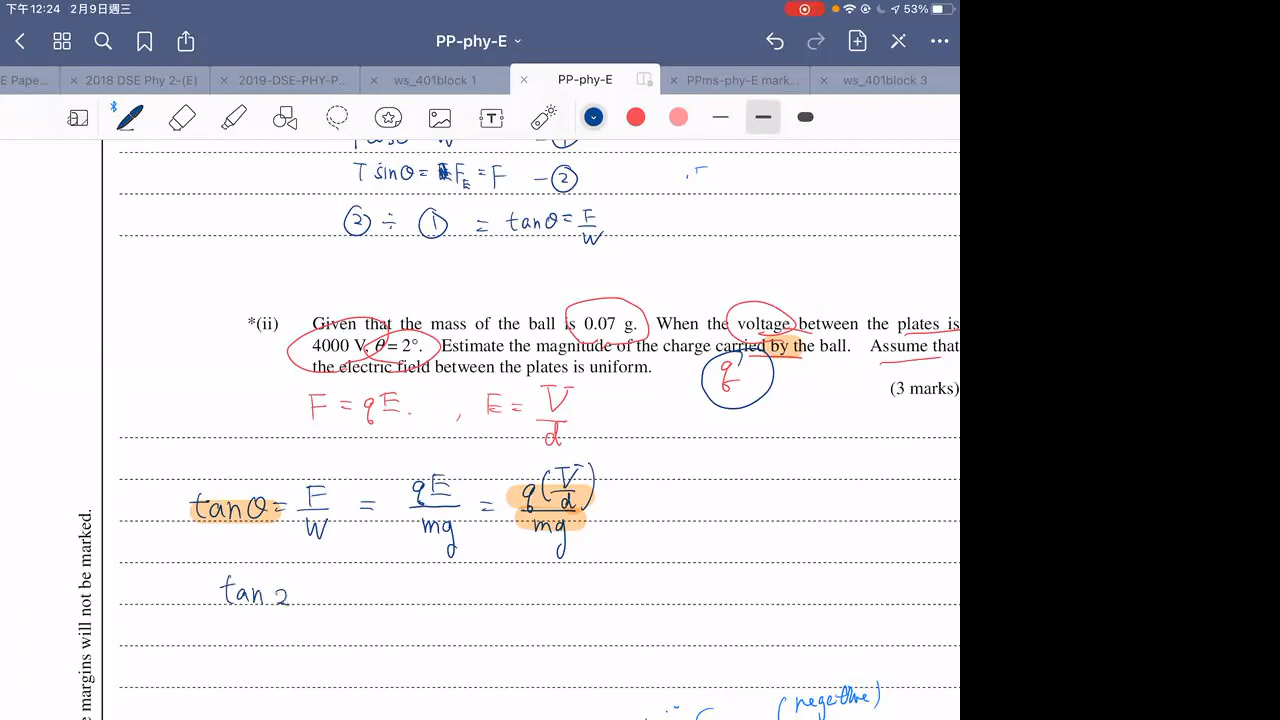 下午12:24 2月9日週三
53%
PP-phy-E
E Pape... 2018 DSE Phy 2-(E) 2019-DSE-PHY-P... ws_401block 1 PP-phy-E PPms-phy-E mark... ws_401block 3
T sinθ = F_E = F - ②
② ÷ ① = tanθ = F/W
*(ii) Given that the mass of the ball is 0.07 g. When the voltage between the plates is
4000 V, θ = 2°. Estimate the magnitude of the charge carried by the ball. Assume that
the electric field between the plates is uniform.
q
(3 marks)
F = qE. , E = V/d
tanθ = F/W = qE/mg = q(V/d)/mg
tan 2
e margins will not be marked.
(negative)